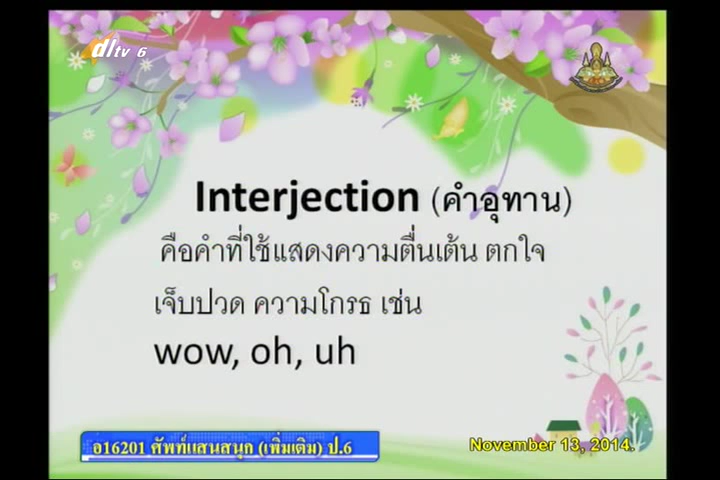 dltv 6
Interjection (คำอุทาน)
คือคำที่ใช้แสดงความตื่นเต้น ตกใจ
เจ็บปวด ความโกรธ เช่น
wow, oh, uh
อ16201 ศัพท์แสนสนุก (เพิ่มเติม) ป.6
November 13, 2014.